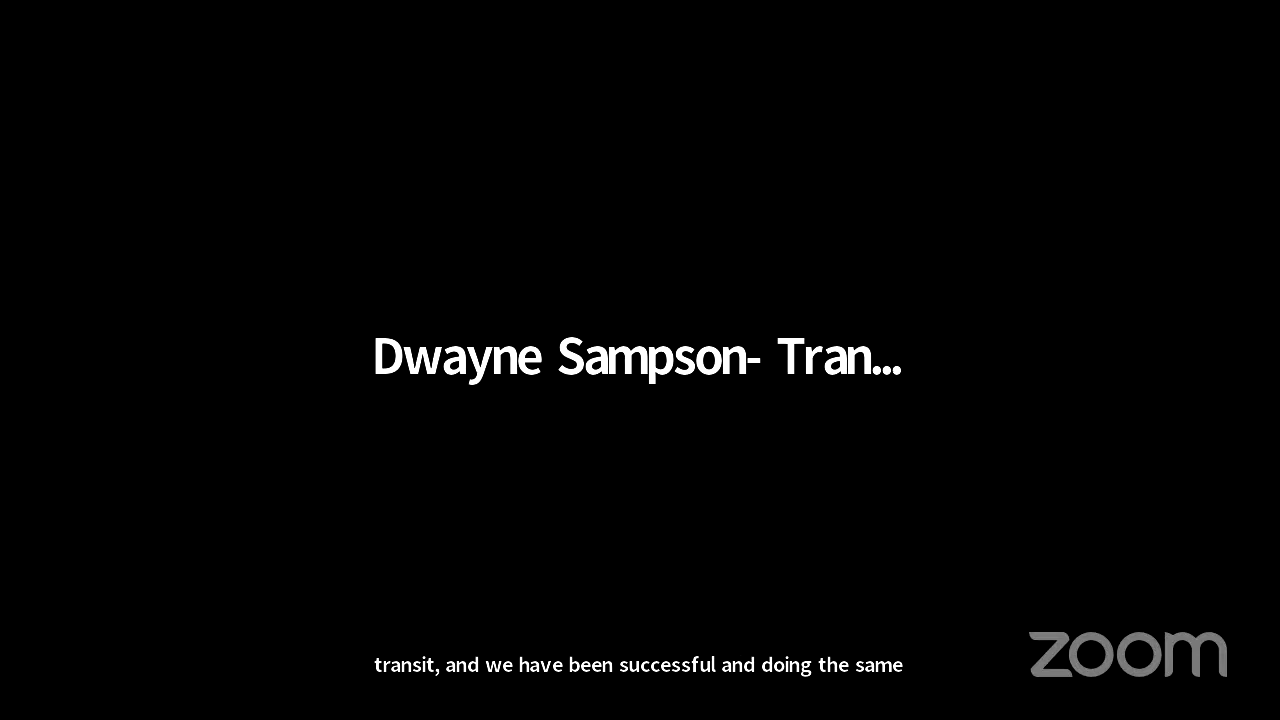 Dwayne Sampson- Tran...
transit, and we have been successful and doing the same
zoom